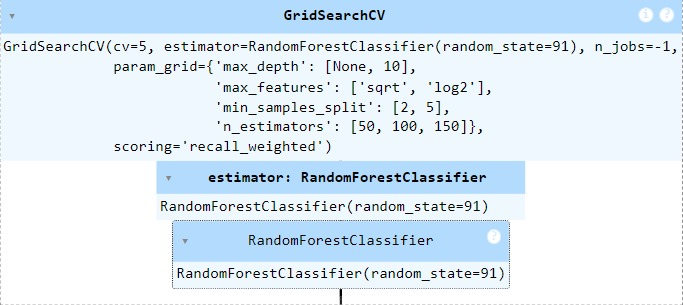 GridSearchCV
i ?
GridSearchCV(cv=5, estimator=RandomForestClassifier(random_state=91), n_jobs=-1,
param_grid={'max_depth': [None, 10],
'max_features': ['sqrt', 'log2'],
'min_samples_split': [2, 5],
'n_estimators': [50, 100, 150]},
scoring='recall_weighted')
estimator: RandomForestClassifier
RandomForestClassifier(random_state=91)
RandomForestClassifier
?
RandomForestClassifier(random_state=91)